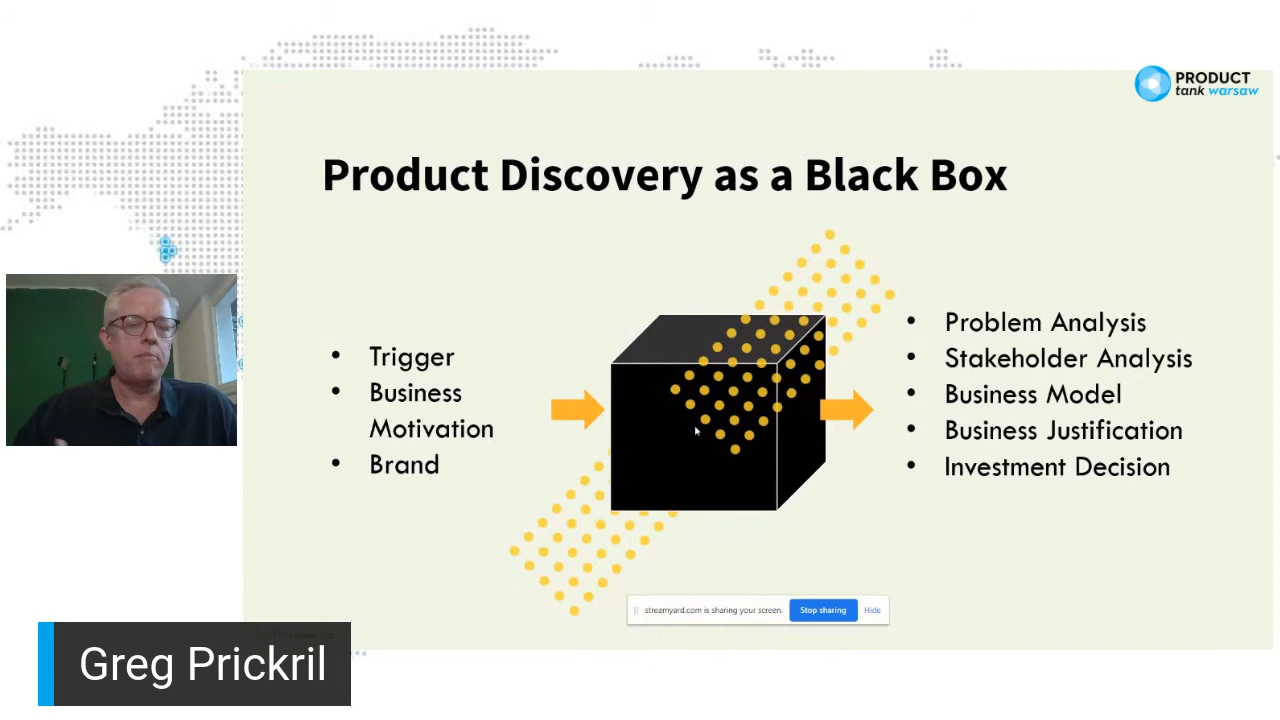 PRODUCT
tank warsaw
Product Discovery as a Black Box
• Trigger
• Business
Motivation
• Brand
• Problem Analysis
• Stakeholder Analysis
• Business Model
• Business Justification
• Investment Decision
streamyard.com is sharing your screen.
Stop sharing
Hide
Greg Prickril